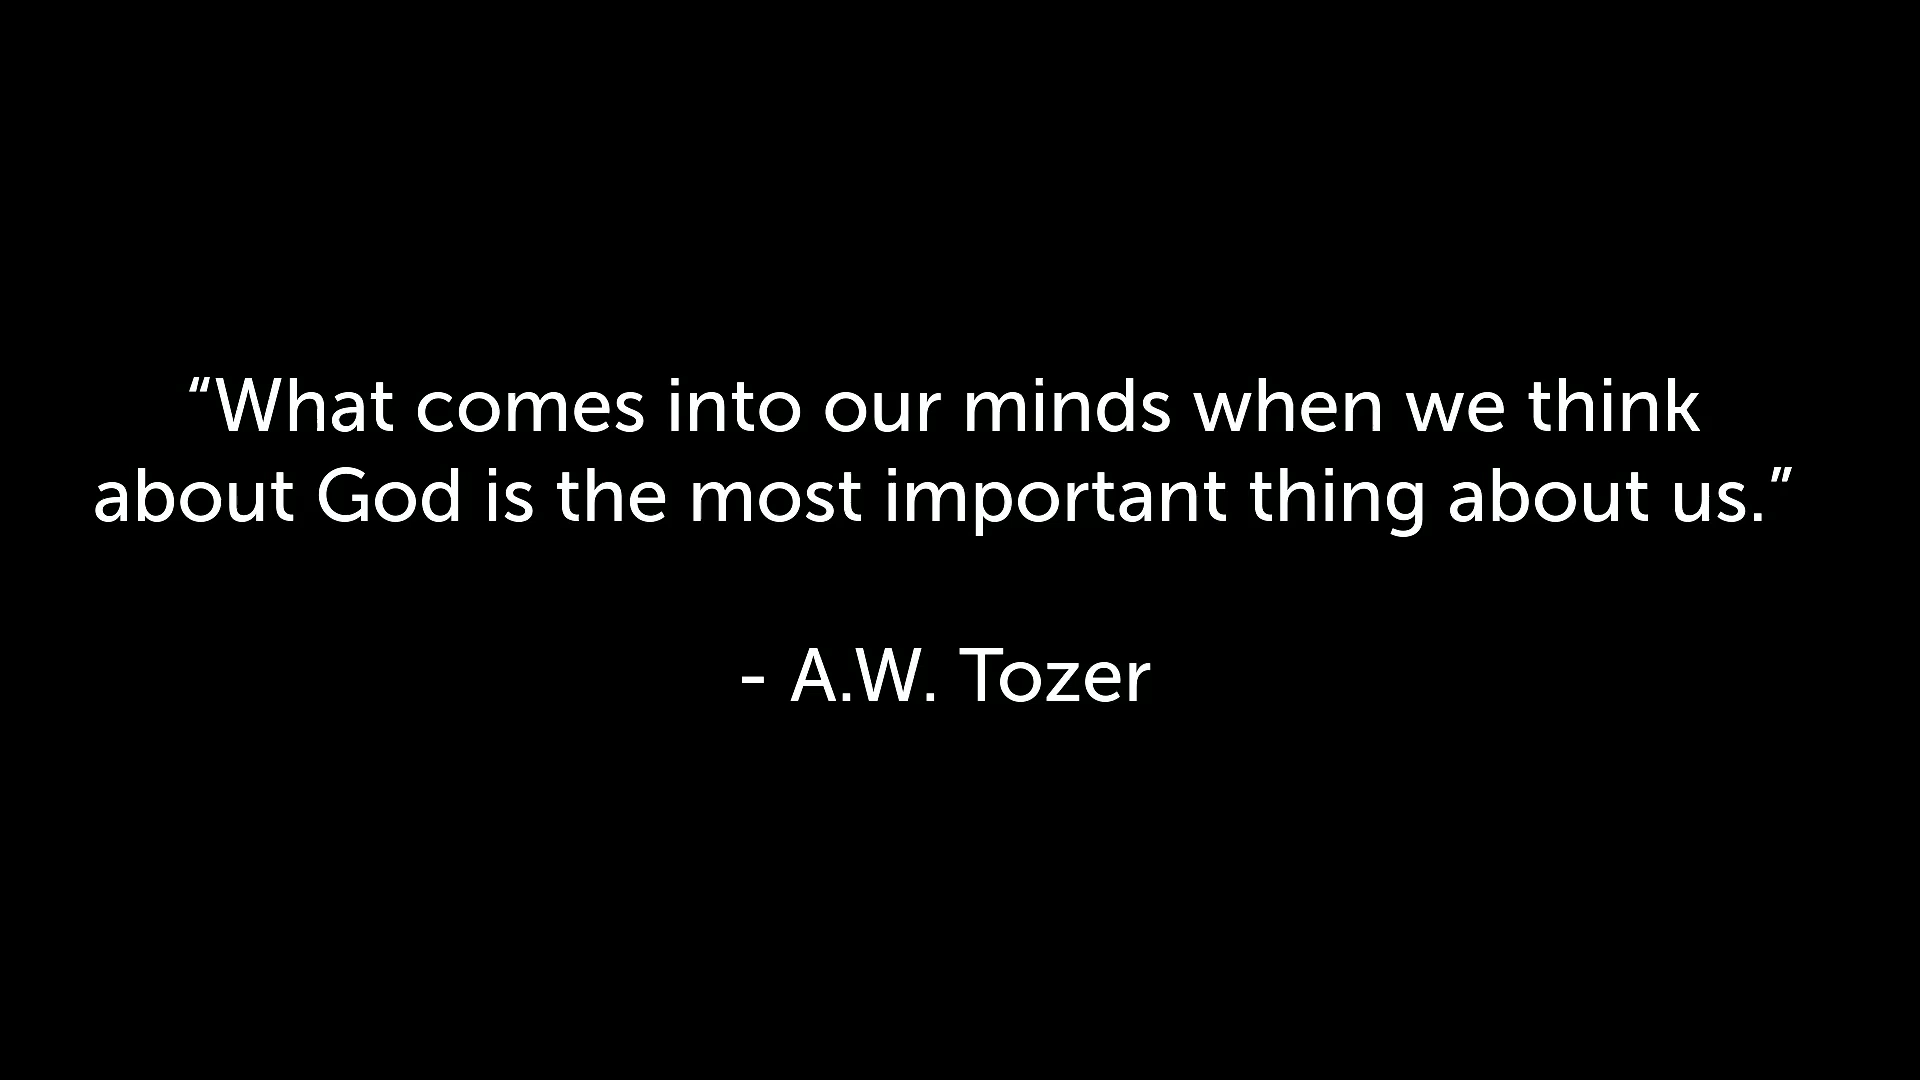 “What comes into our minds when we think
about God is the most important thing about us.”
- A.W. Tozer